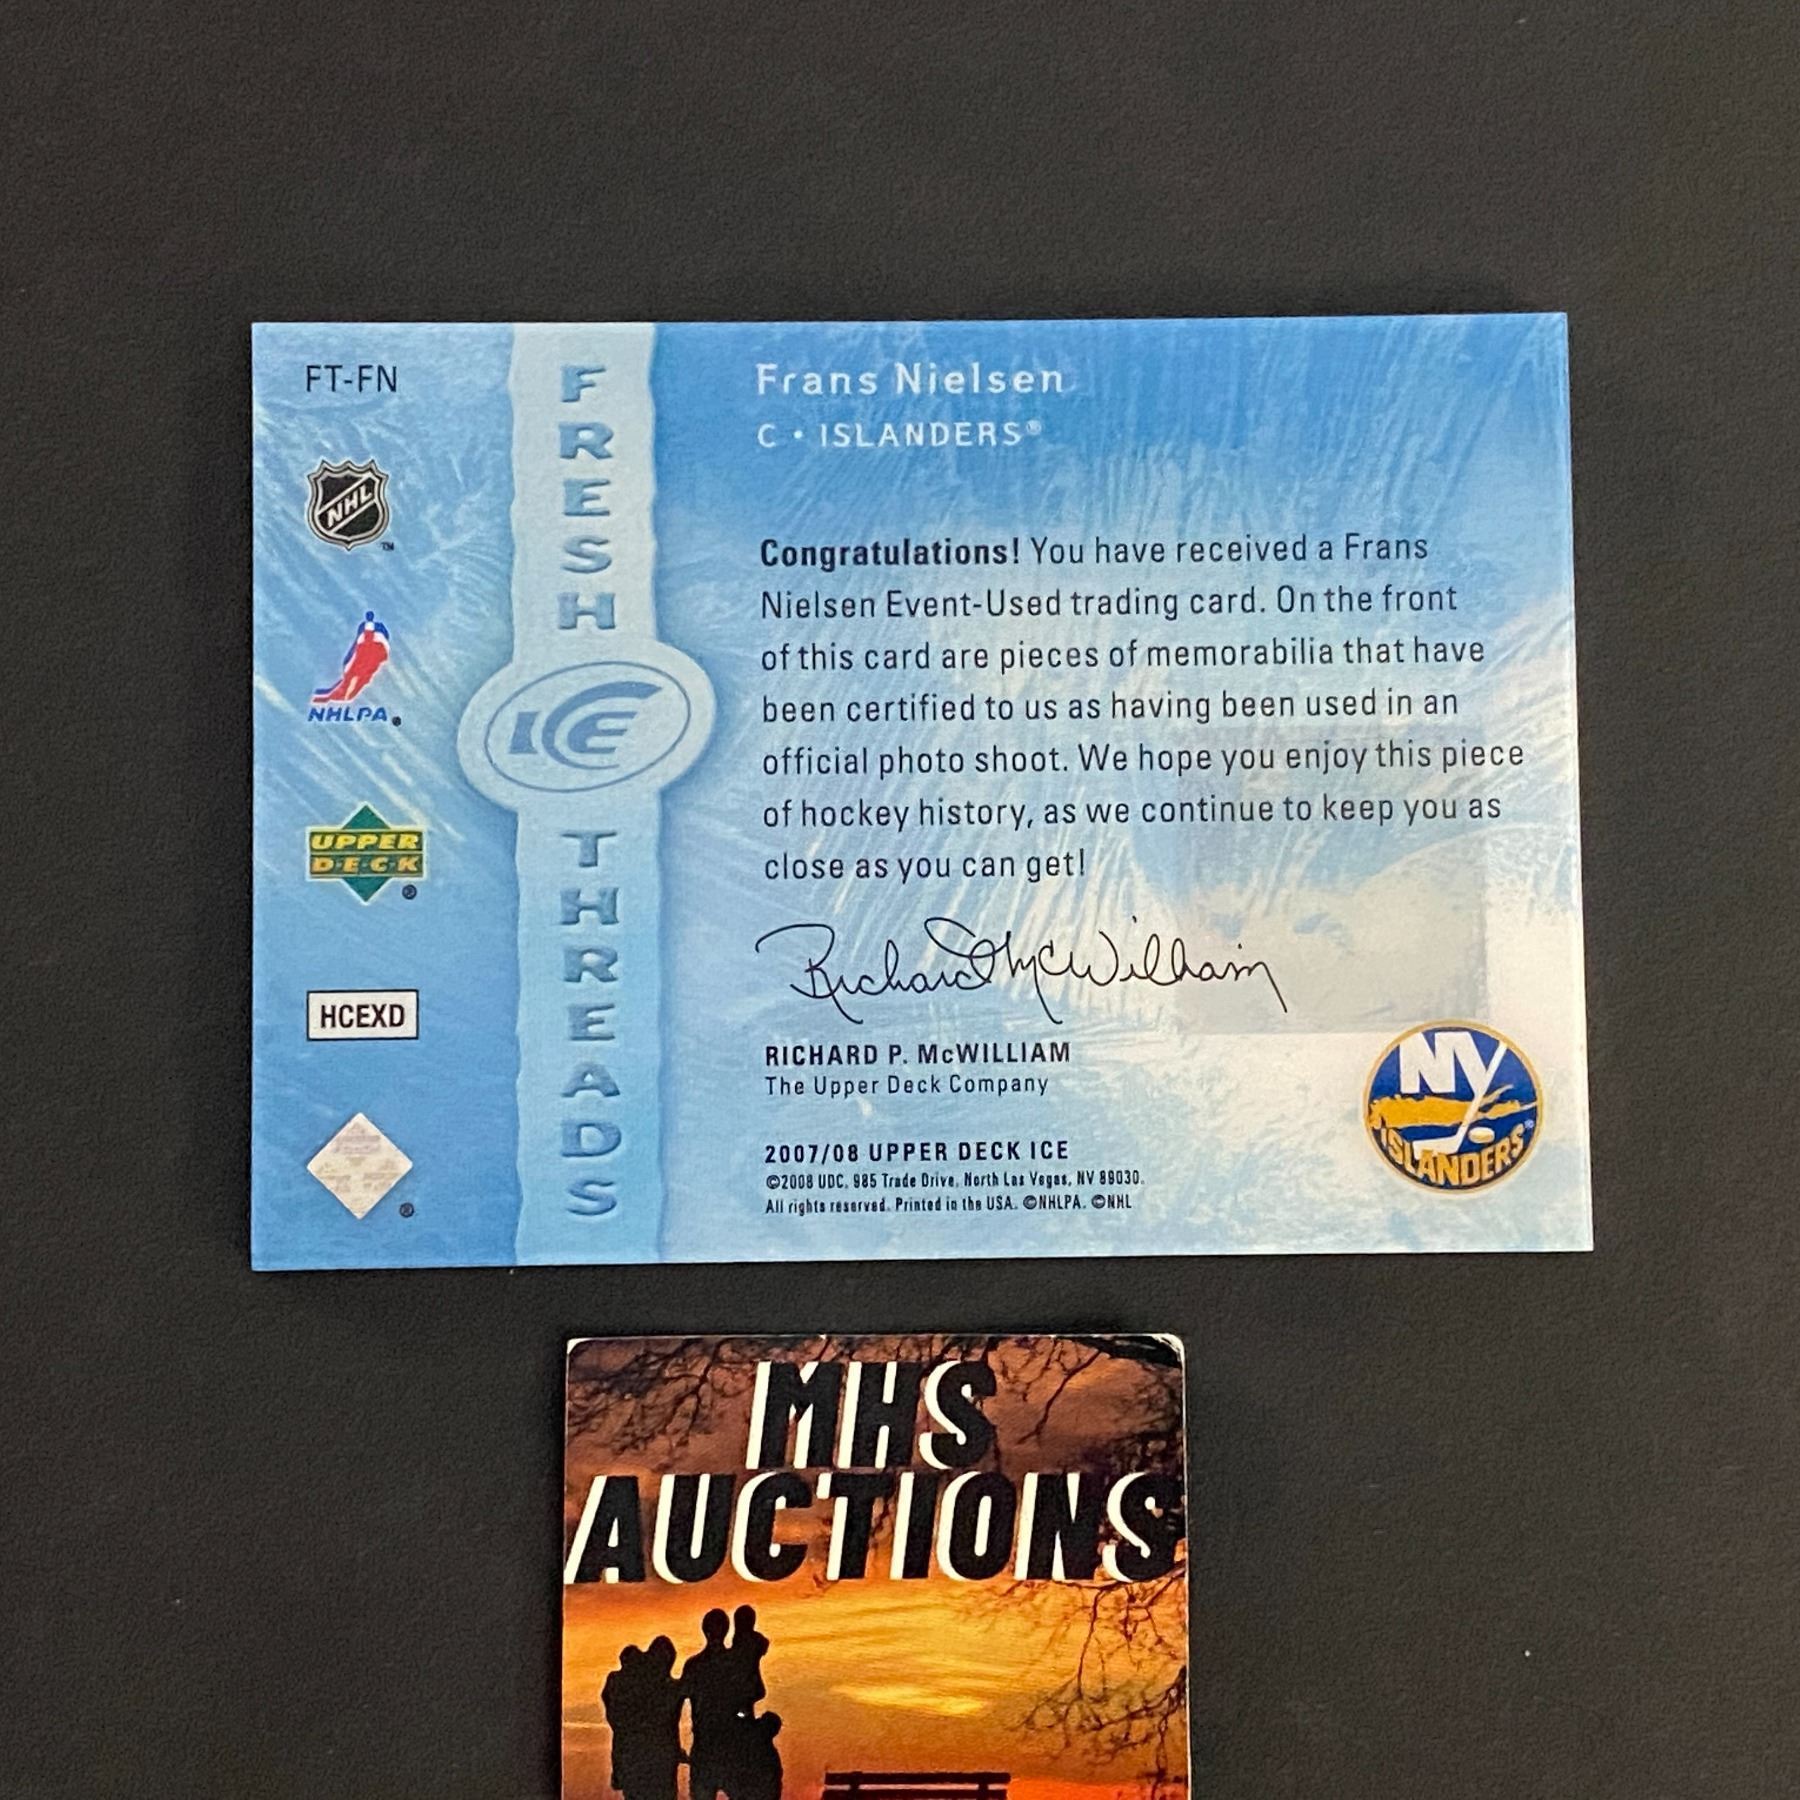 FT-FN
NHL
TM
NHLPA®
UPPER
D·E·C·K
®
HCEXD
®
FRESH
ICE
THREADS
Frans Nielsen
C • ISLANDERS®
Congratulations! You have received a Frans
Nielsen Event-Used trading card. On the front
of this card are pieces of memorabilia that have
been certified to us as having been used in an
official photo shoot. We hope you enjoy this piece
of hockey history, as we continue to keep you as
close as you can get!
Richard McWilliam
RICHARD P. McWILLIAM
The Upper Deck Company
2007/08 UPPER DECK ICE
©2008 UDC, 985 Trade Drive, North Las Vegas, NV 89030.
All rights reserved. Printed in the USA. ©NHLPA. ©NHL
NY
ISLANDERS
MHS
AUCTIONS